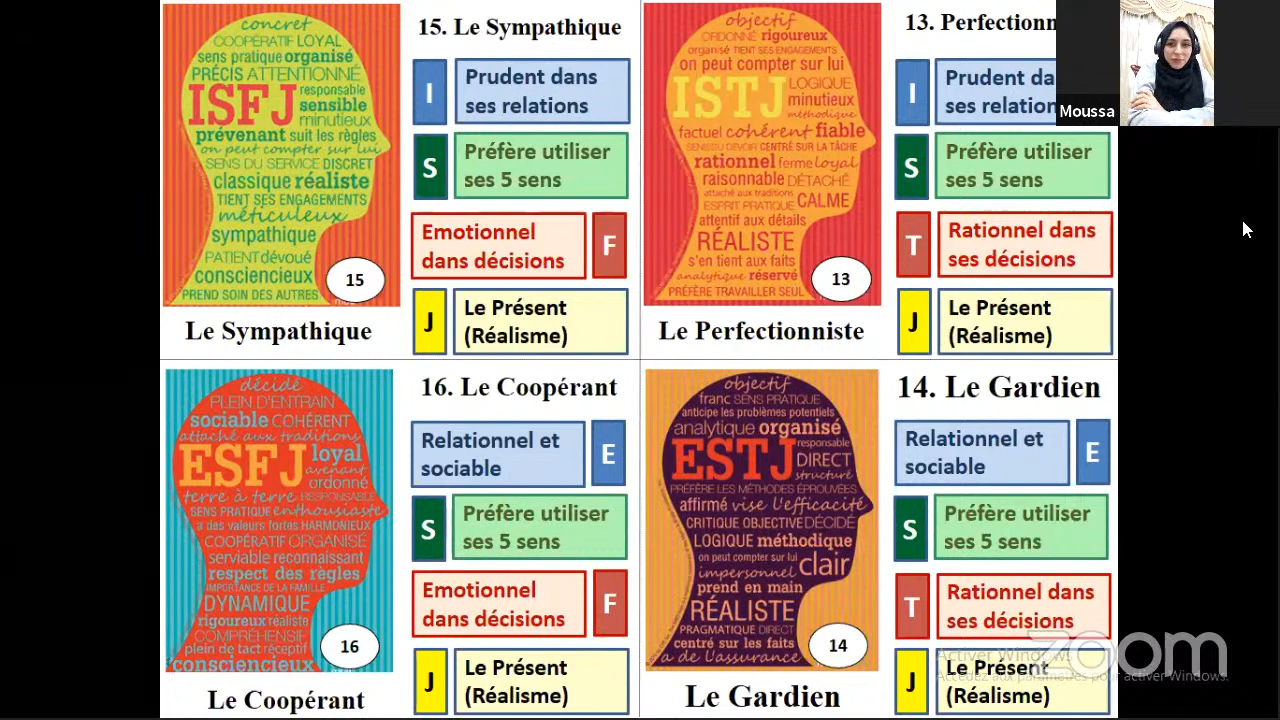 concret
COOPÉRATIF LOYAL
sens pratique organisé
PRÉCIS ATTENTIONNÉ
ISFJ responsable
sensible
minutieux
prévenant suit les règles
on peut compter sur lui
SENS DU SERVICE DISCRET
classique réaliste
TIENT SES ENGAGEMENTS
méticuleux
sympathique
PATIENT dévoué
consciencieux
PREND SOIN DES AUTRES
15
Le Sympathique
15. Le Sympathique
I Prudent dans
ses relations
S Préfère utiliser
ses 5 sens
Emotionnel F
dans décisions
J Le Présent
(Réalisme)
objectif
ORDONNÉ rigoureux
organisé TIENT SES ENGAGEMENTS
on peut compter sur lui
ISTJ LOGIQUE
minutieux
méthodique
factuel cohérent fiable
SENS DU DEVOIR CENTRÉ SUR LA TÂCHE
rationnel ferme loyal
raisonnable DÉTACHÉ
attaché aux traditions
ESPRIT PRATIQUE CALME
attentif aux détails
RÉALISTE
s'en tient aux faits
analytique réservé
PRÉFÈRE TRAVAILLER SEUL
13
Le Perfectionniste
13. Perfectionn
I Prudent da
ses relation
S Préfère utiliser
ses 5 sens
T Rationnel dans
ses décisions
J Le Présent
(Réalisme)
Moussa
décidé
PLEIN D'ENTRAIN
sociable COHÉRENT
attaché aux traditions
ESFJ loyal
avenant
ordonné
terre à terre RESPONSABLE
SENS PRATIQUE enthousiaste
a des valeurs fortes HARMONIEUX
COOPÉRATIF ORGANISÉ
serviable reconnaissant
respect des règles
IMPORTANCE DE LA FAMILLE
DYNAMIQUE
rigoureux réaliste
COMPRÉHENSIF
plein de tact réceptif
consciencieux
16
Le Coopérant
16. Le Coopérant
Relationnel et E
sociable
S Préfère utiliser
ses 5 sens
Emotionnel F
dans décisions
J Le Présent
(Réalisme)
objectif
franc SENS PRATIQUE
anticipe les problèmes potentiels
analytique organisé
ESTJ responsable
DIRECT
structuré
PRÉFÈRE LES MÉTHODES ÉPROUVÉES
affirmé vise l'efficacité
CRITIQUE OBJECTIVE DÉCIDÉ
LOGIQUE méthodique
on peut compter sur lui clair
impersonnel
prend en main
RÉALISTE
PRAGMATIQUE DIRECT
centré sur les faits
a de l'assurance
14
Le Gardien
14. Le Gardien
Relationnel et E
sociable
S Préfère utiliser
ses 5 sens
T Rationnel dans
ses décisions
J Le Présent
(Réalisme)
zoom
Activer Windows
Accédez aux paramètres pour activer Windows.